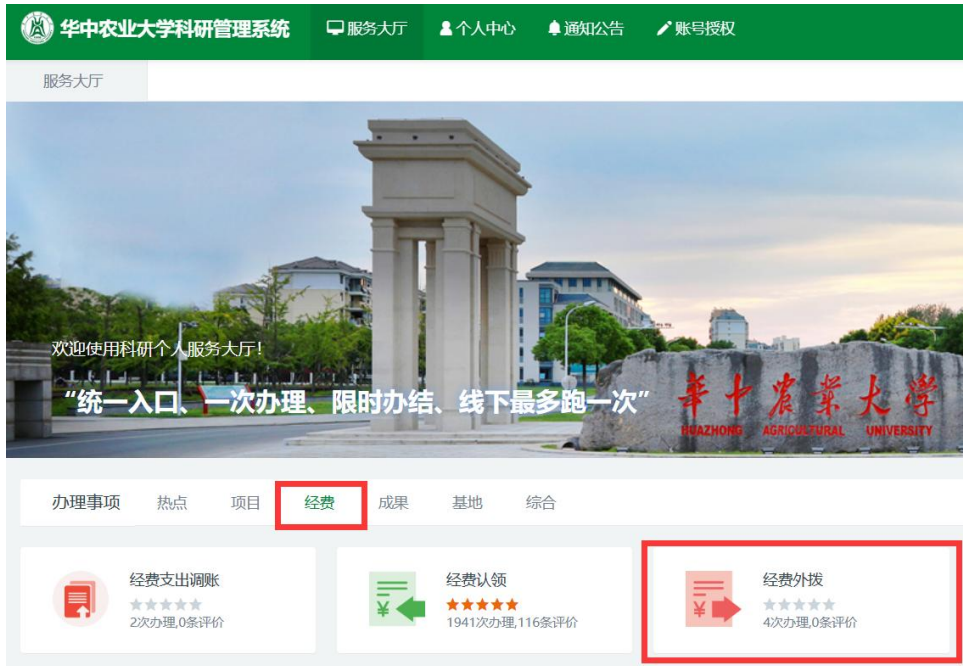 华中农业大学科研管理系统 服务大厅 个人中心 通知公告 账号授权
服务大厅
欢迎使用科研个人服务大厅!
“统一入口、一次办理、限时办结、线下最多跑一次”
華中農業大學
HUAZHONG AGRICULTURAL UNIVERSITY
办理事项 热点 项目 经费 成果 基地 综合
经费支出调账
2次办理,0条评价
经费认领
1941次办理,116条评价
经费外拨
4次办理,0条评价